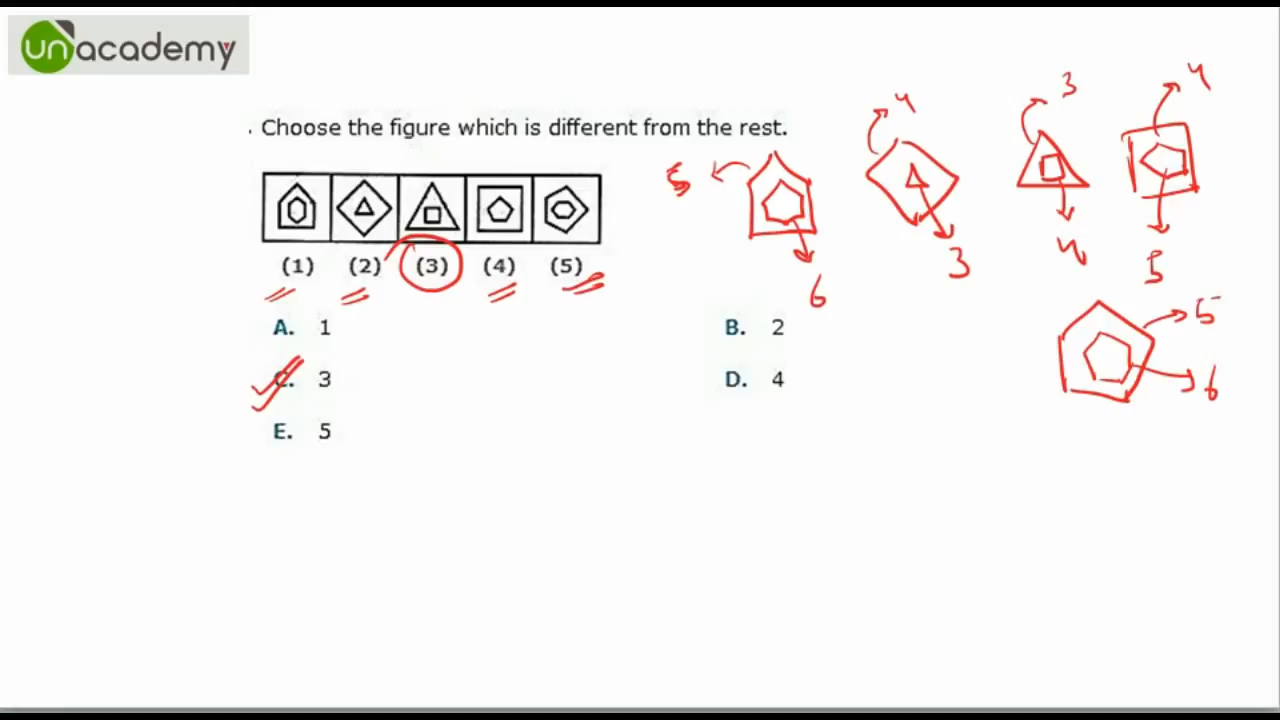 unacademy
. Choose the figure which is different from the rest.
(1) (2) (3) (4) (5)
A. 1
B. 2
C. 3
D. 4
E. 5
5
6
4
3
3
4
4
5
5
6